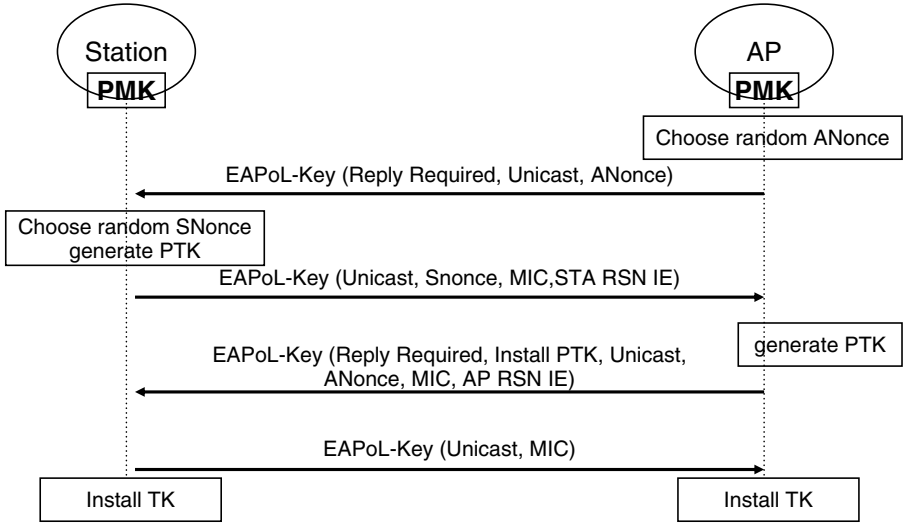 Station
PMK
AP
PMK
Choose random ANonce
EAPoL-Key (Reply Required, Unicast, ANonce)
Choose random SNonce
generate PTK
EAPoL-Key (Unicast, Snonce, MIC,STA RSN IE)
generate PTK
EAPoL-Key (Reply Required, Install PTK, Unicast,
ANonce, MIC, AP RSN IE)
EAPoL-Key (Unicast, MIC)
Install TK
Install TK